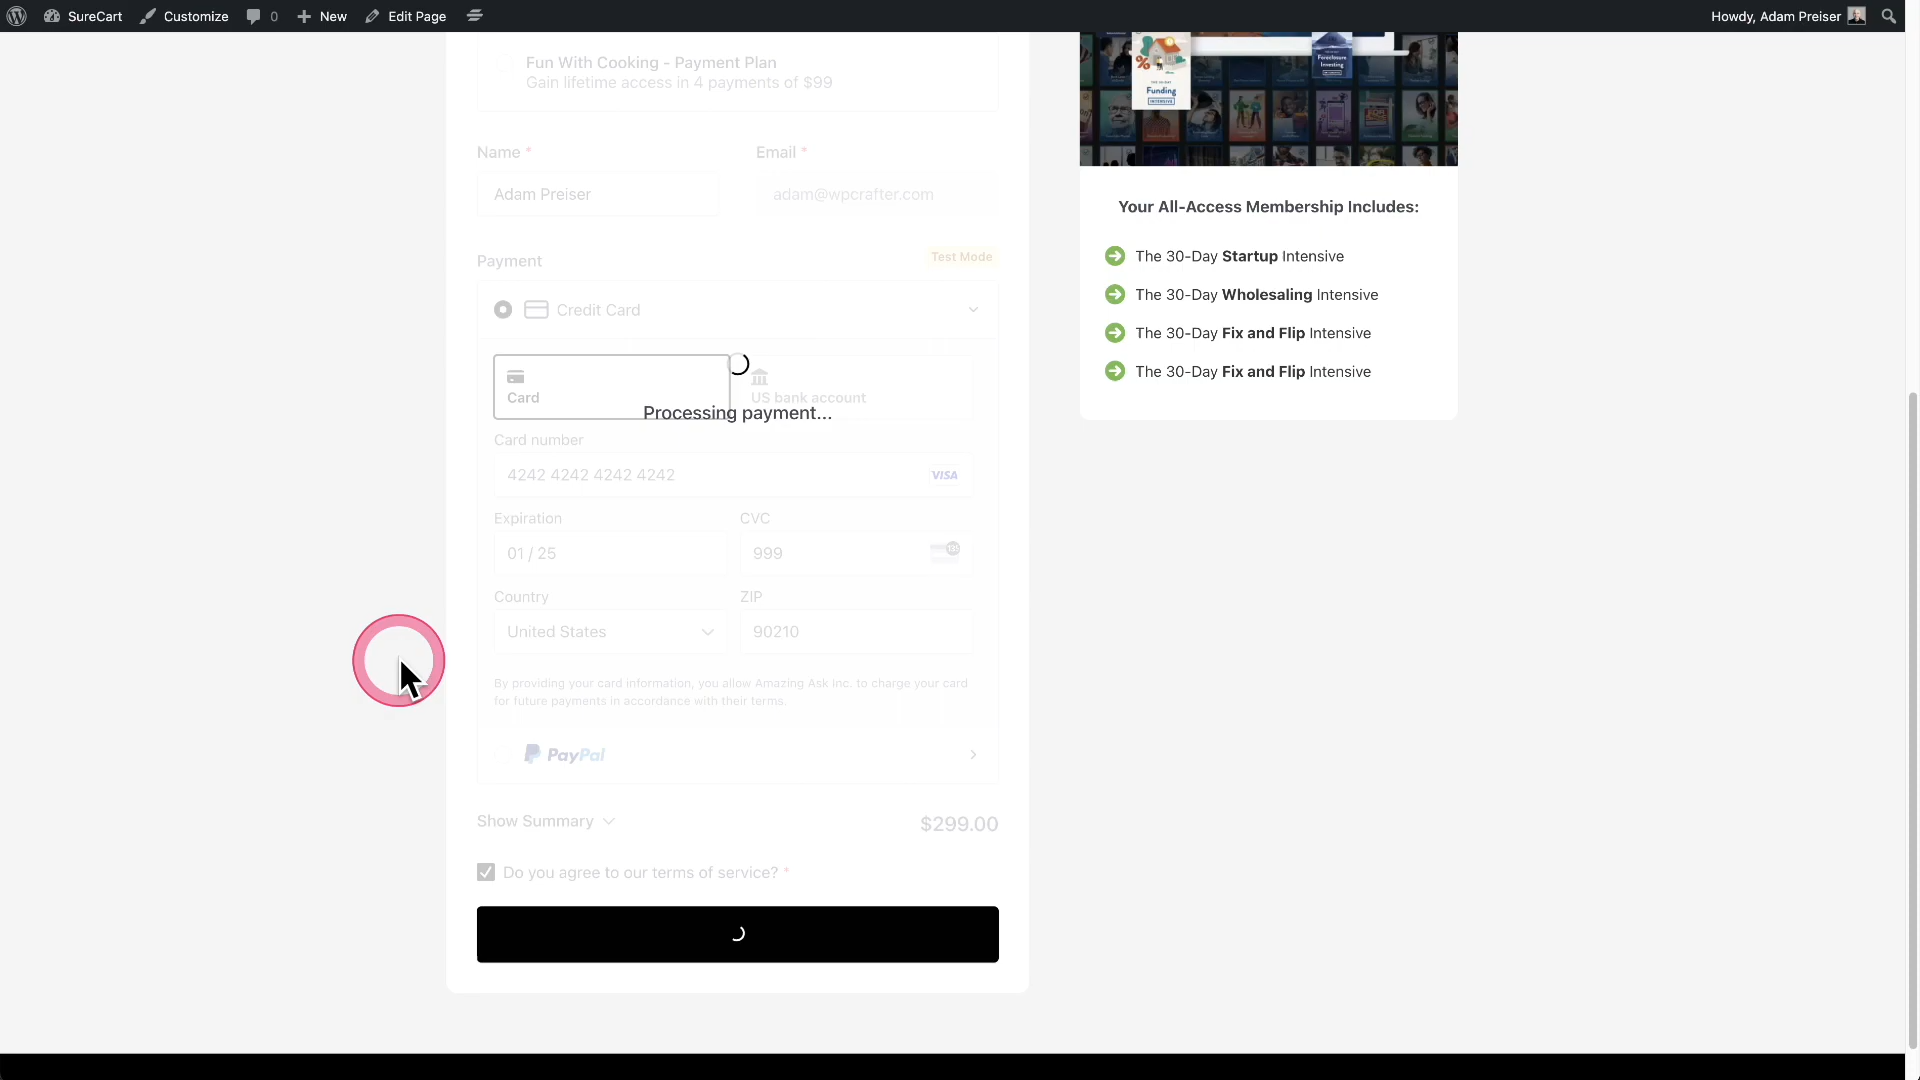 SureCart Customize 0 New Edit Page Howdy, Adam Preiser
Fun With Cooking - Payment Plan
Gain lifetime access in 4 payments of $99
Name *
Email *
Adam Preiser
adam@wpcrafter.com
Payment
Test Mode
Credit Card
Card
US bank account
Processing payment...
Card number
4242 4242 4242 4242
VISA
Expiration
CVC
01 / 25
999
Country
ZIP
United States
90210
By providing your card information, you allow Amazing Ask Inc. to charge your card
for future payments in accordance with their terms.
PayPal
Show Summary
$299.00
Do you agree to our terms of service? *
%
Funding
INTENSIVE
Foreclosure
Investing
Your All-Access Membership Includes:
The 30-Day Startup Intensive
The 30-Day Wholesaling Intensive
The 30-Day Fix and Flip Intensive
The 30-Day Fix and Flip Intensive